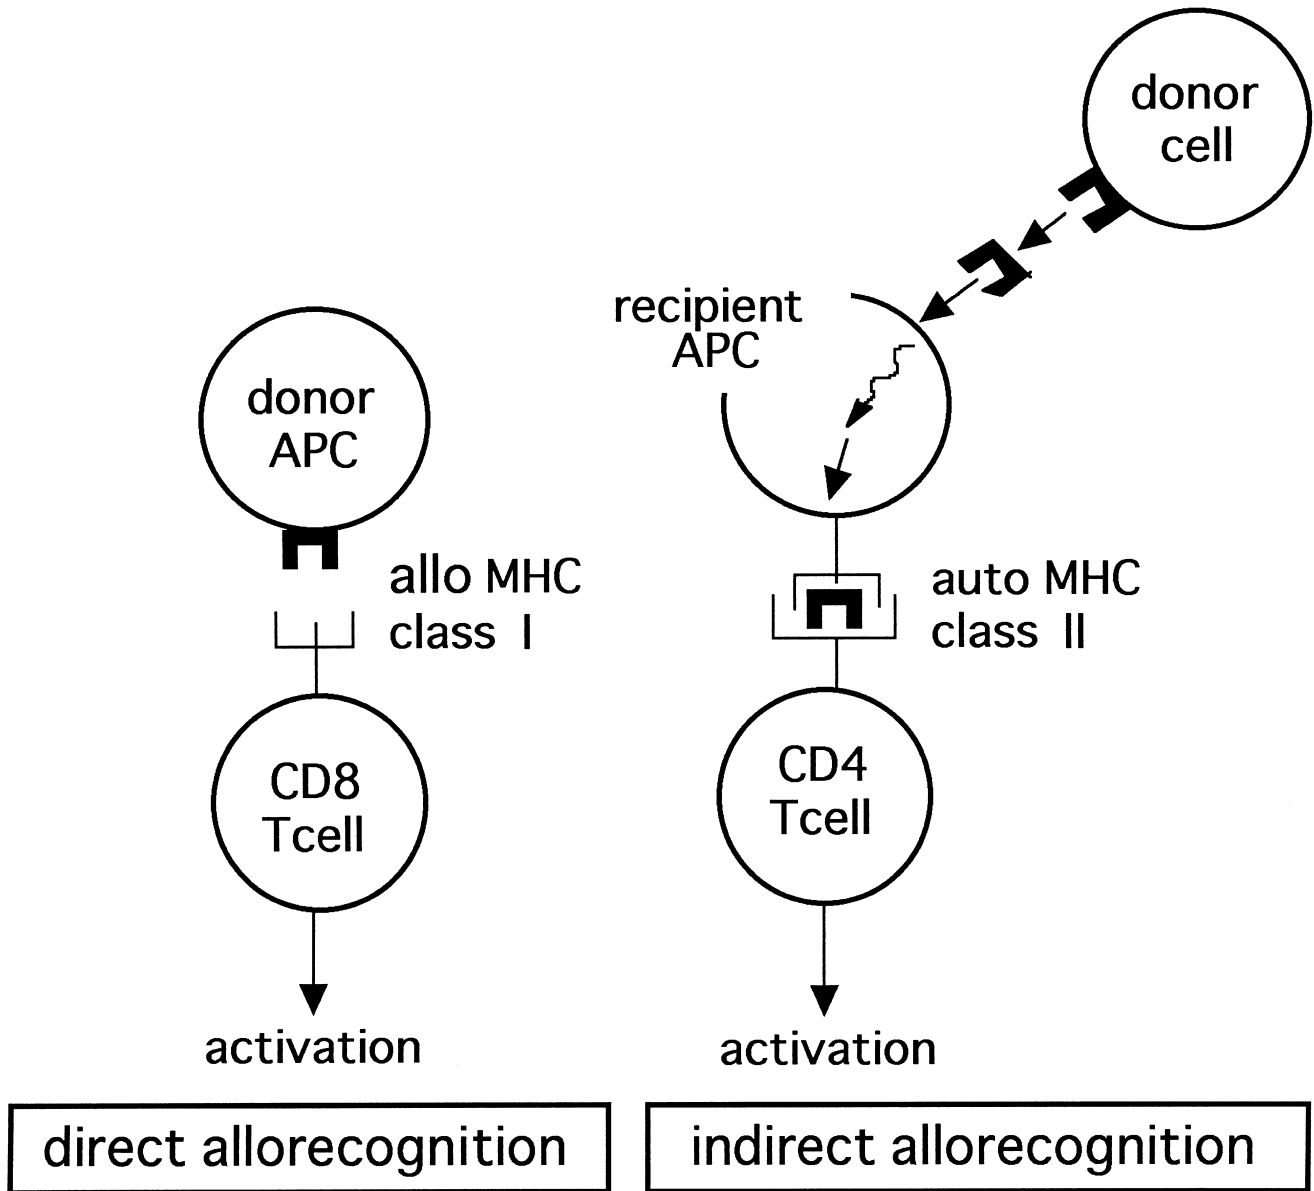 donor
APC
allo MHC
class I
CD8
Tcell
activation
direct allorecognition
donor
cell
recipient
APC
auto MHC
class II
CD4
Tcell
activation
indirect allorecognition